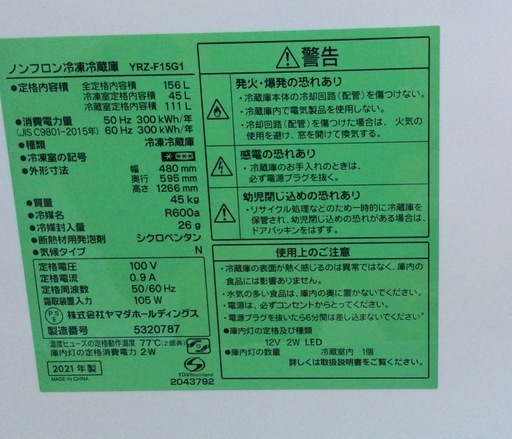 ノンフロン冷凍冷蔵庫 YRZ-F15G1
●定格内容積 全定格内容積 156 L
冷凍室定格内容積 45 L
冷蔵室定格内容積 111 L
●消費電力量 50 Hz 300 kWh/年
(JIS C9801-2015年) 60 Hz 300 kWh/年
●種類 冷凍冷蔵庫
●冷凍室の記号
●外形寸法 幅 480 mm
奥行 595 mm
高さ 1266 mm
●質量 45 kg
●冷媒名 R600a
●冷媒封入量 26 g
●断熱材用発泡剤 シクロペンタン
●気候タイプ N
定格電圧 100 V
定格電流 0.9 A
定格周波数 50/60 Hz
霜取装置入力 105 W
PSE 株式会社ヤマダホールディングス
製造番号 5320787
温度ヒューズの定格動作温度 77℃(2個共)
庫内灯の定格消費電力 2W
2021年製
MADE IN CHINA
TÜVRheinland
2043792
警告
発火・爆発の恐れあり
・冷蔵庫本体の冷却回路(配管)を傷つけない。
・冷蔵庫内で電気製品を使用しない。
・冷却回路(配管)を傷つけた場合は、火気の
使用を避け、窓を開けて換気する。
感電の恐れあり
・冷蔵庫のお手入れのときは、
必ず電源プラグを抜く。
幼児閉じ込めの恐れあり
・リサイクル処理などのため一時的に冷蔵庫を
保管され、幼児閉じ込めの恐れがある場合は、
ドアパッキンをはずす。
使用上のご注意
・冷蔵庫の表面が熱く感じるのは異常ではなく、庫内の
食品には影響ありません。
・水気の多い食品は、庫内の奥に置かないでください。
・電源は、必ずコンセントからとってください。
・電源プラグを抜いたら6分間は差し込まないでください。
●庫内灯の定格及び種類
12V 2W LED
●庫内灯の数量 冷蔵室内 1個
詳しくは取扱説明書をご覧ください。